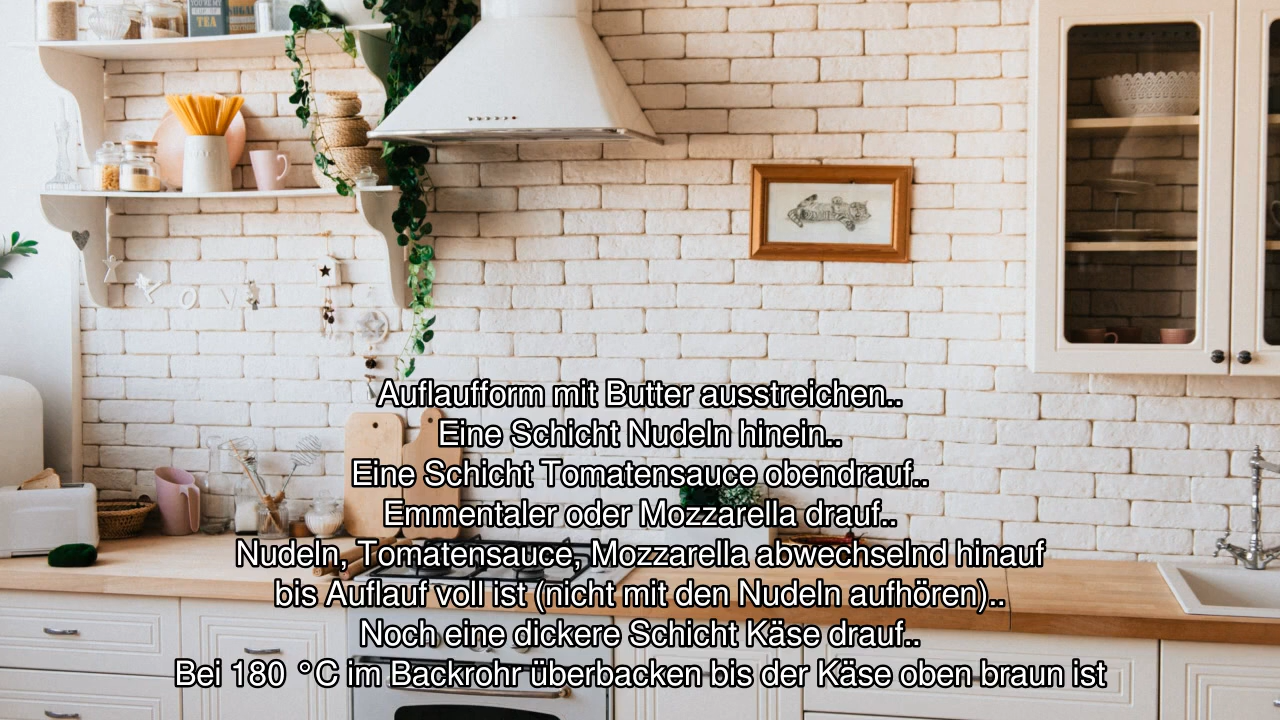 TEA
Auflaufform mit Butter ausstreichen..
Eine Schicht Nudeln hinein..
Eine Schicht Tomatensauce obendrauf..
Emmentaler oder Mozzarella drauf..
Nudeln, Tomatensauce, Mozzarella abwechselnd hinauf
bis Auflauf voll ist (nicht mit den Nudeln aufhören)..
Noch eine dickere Schicht Käse drauf..
Bei 180 °C im Backrohr überbacken bis der Käse oben braun ist